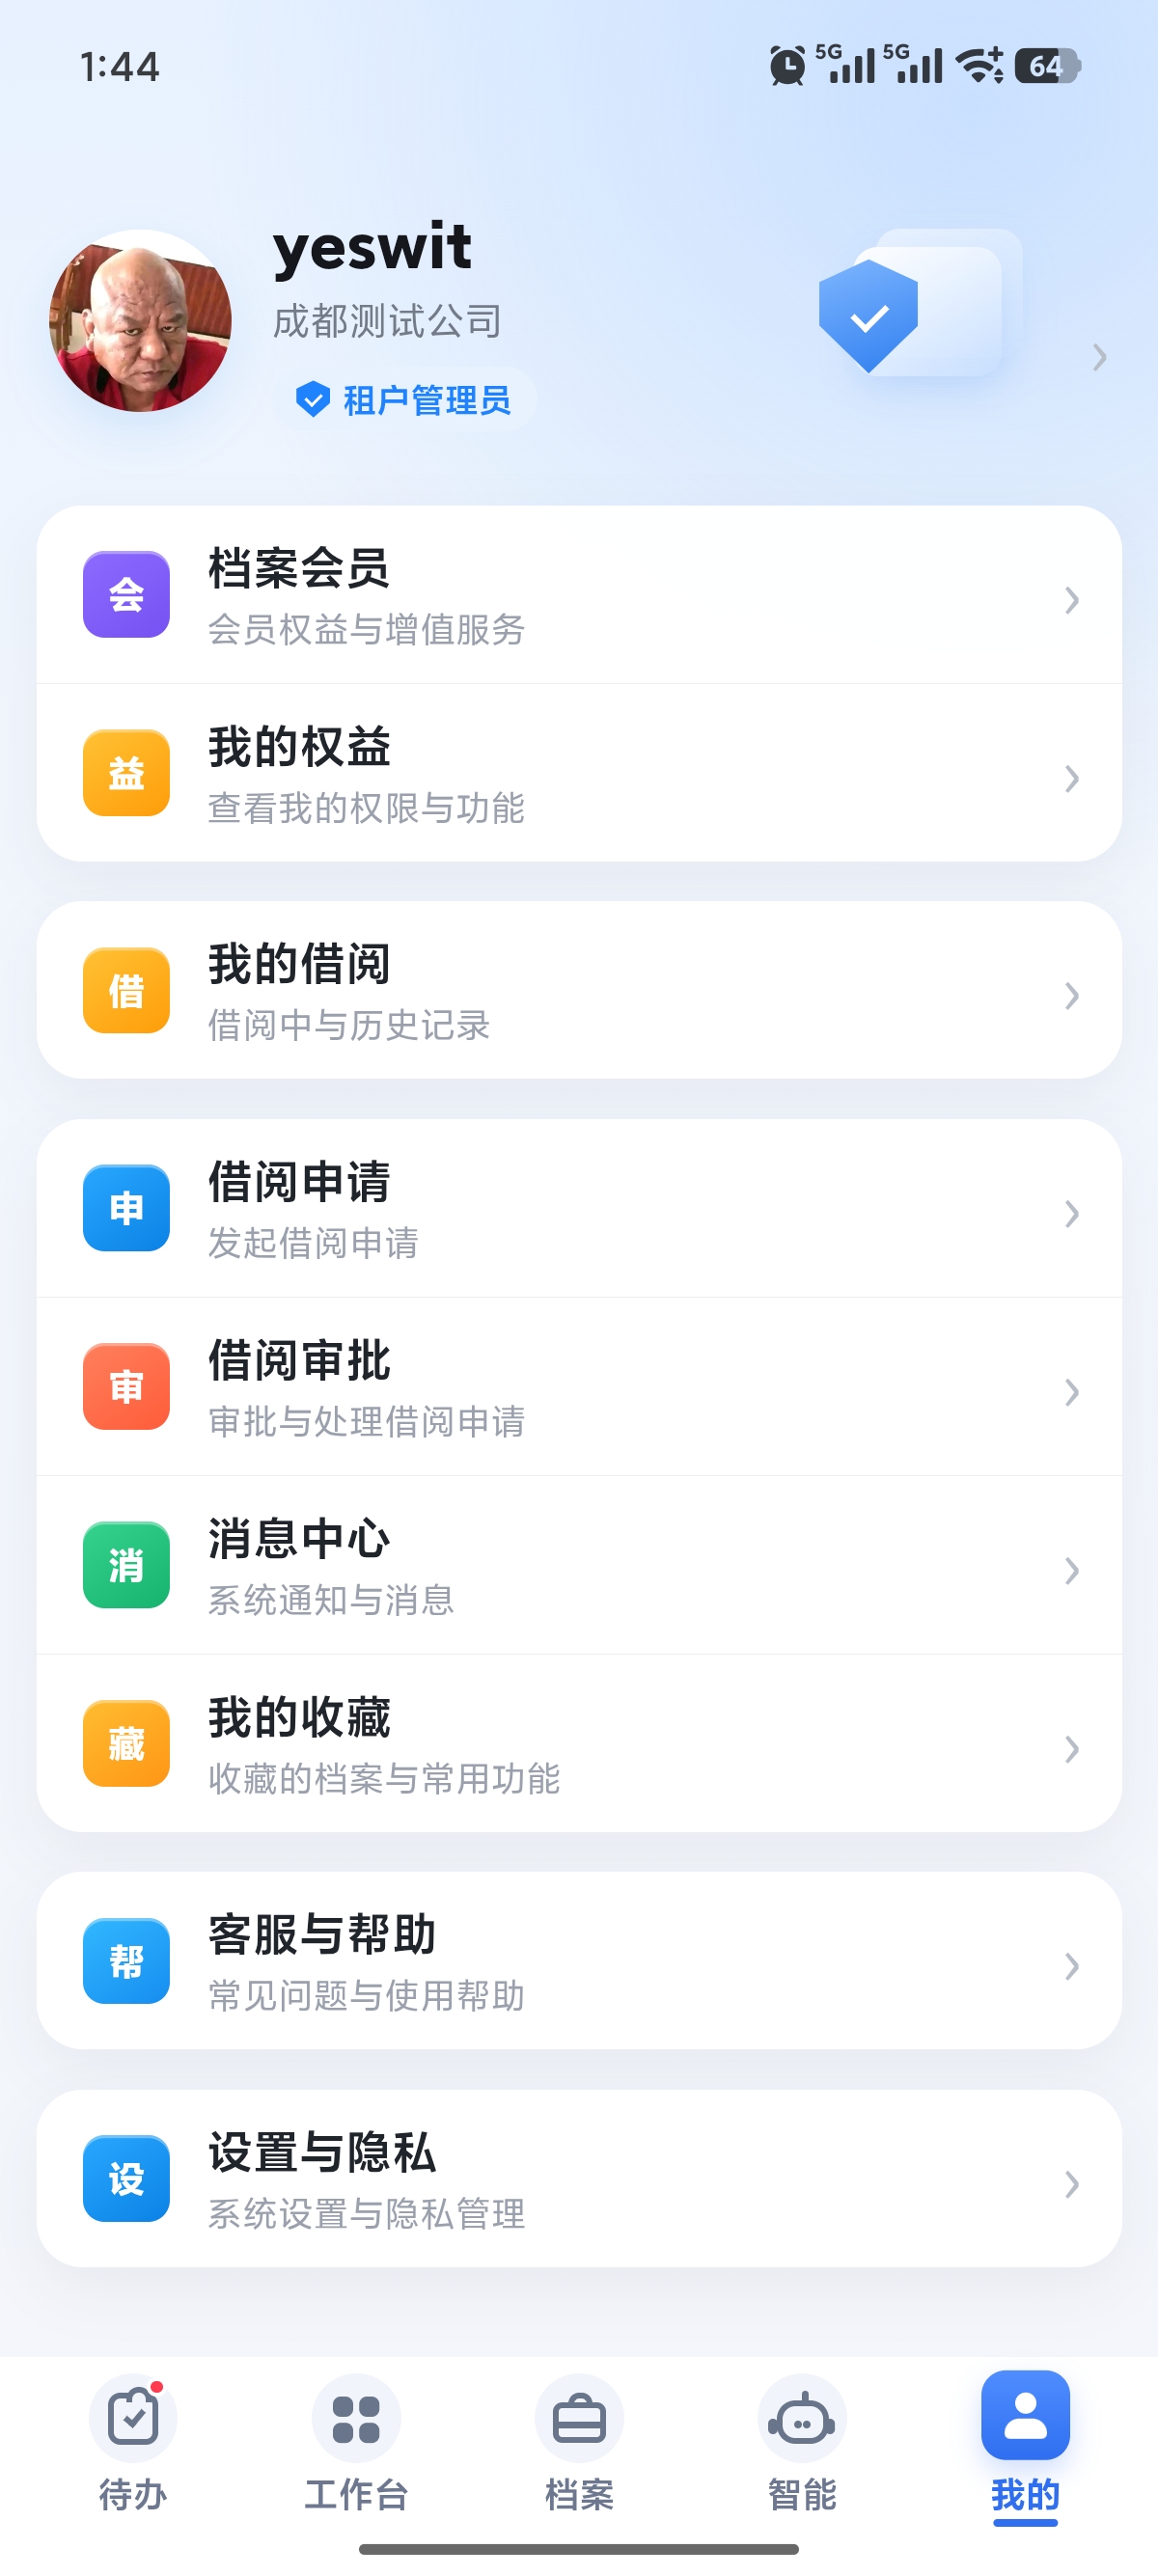 1:44
5G 5G 64
yeswit
成都测试公司
租户管理员
会
档案会员
会员权益与增值服务
益
我的权益
查看我的权限与功能
借
我的借阅
借阅中与历史记录
申
借阅申请
发起借阅申请
审
借阅审批
审批与处理借阅申请
消
消息中心
系统通知与消息
藏
我的收藏
收藏的档案与常用功能
帮
客服与帮助
常见问题与使用帮助
设
设置与隐私
系统设置与隐私管理
待办 工作台 档案 智能 我的